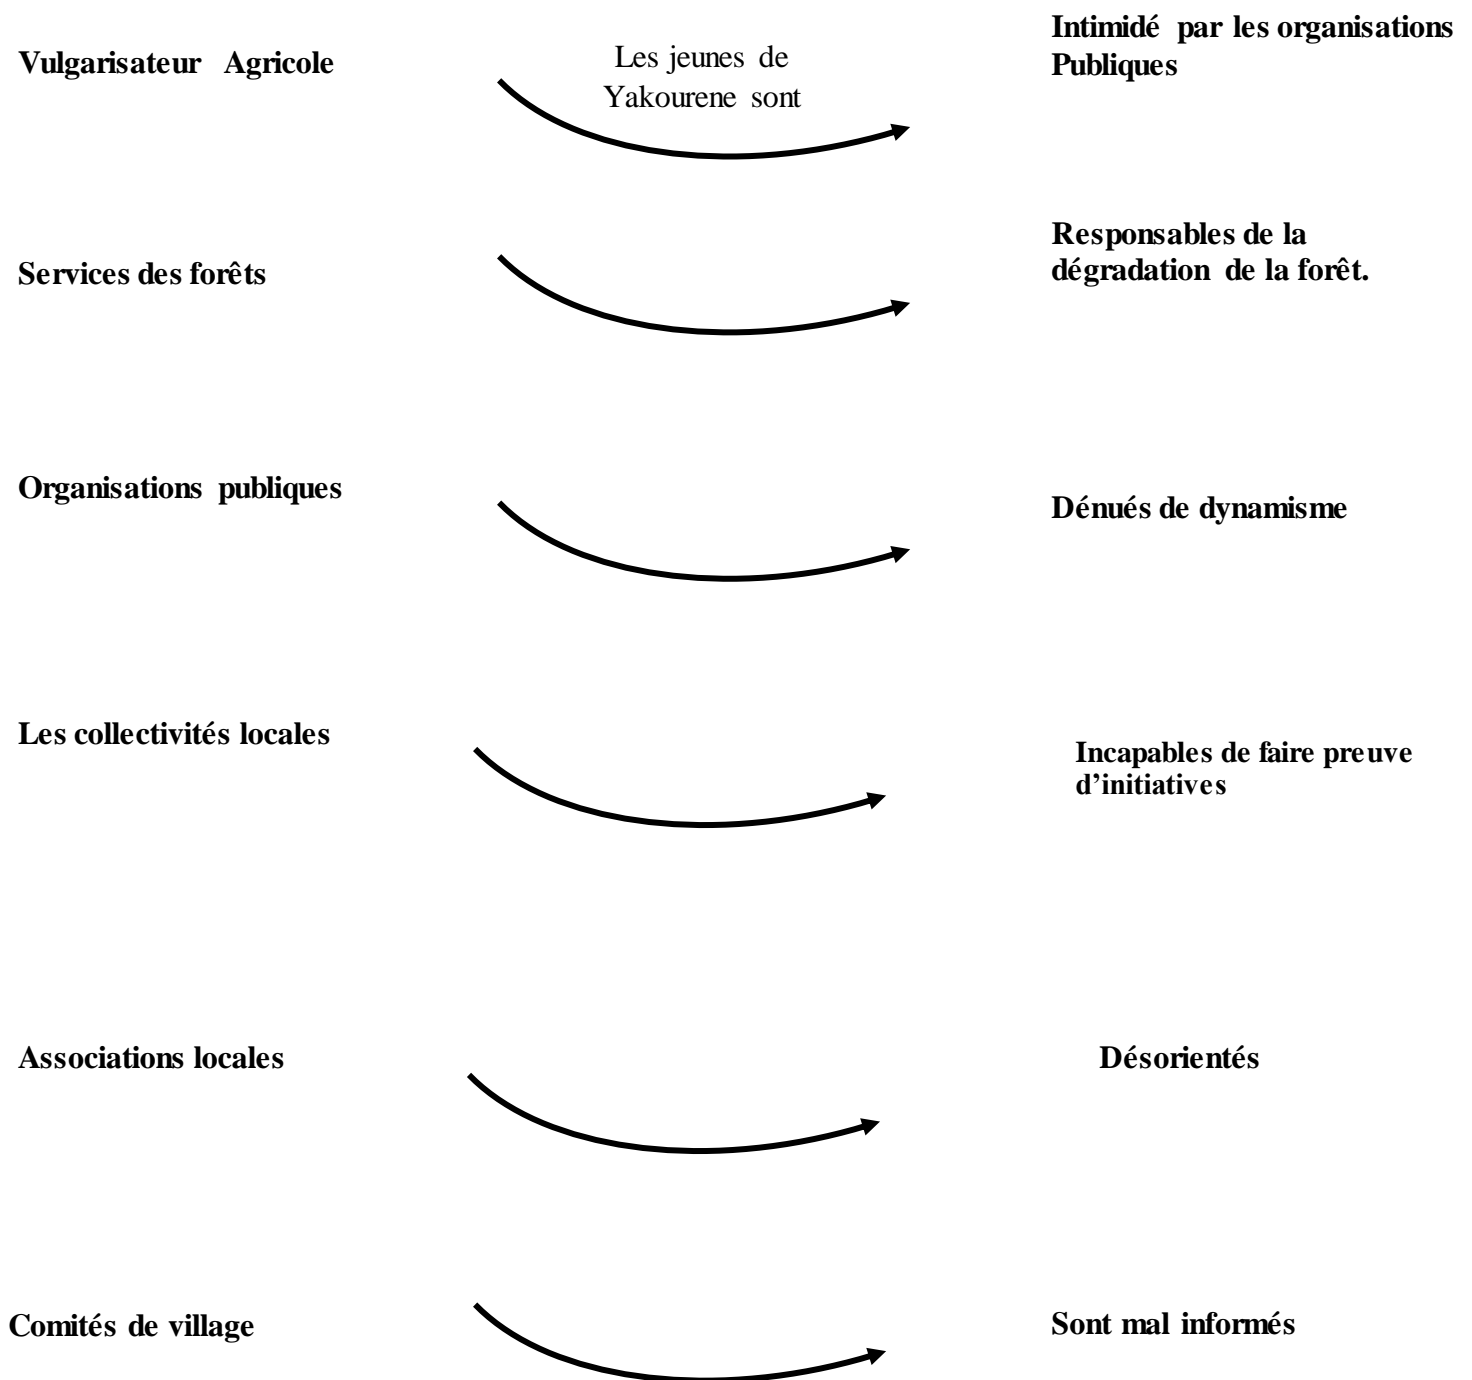 Vulgarisateur Agricole
Les jeunes de
Yakourene sont
Intimidé par les organisations
Publiques
Services des forêts
Responsables de la
dégradation de la forêt.
Organisations publiques
Dénués de dynamisme
Les collectivités locales
Incapables de faire preuve
d’initiatives
Associations locales
Désorientés
Comités de village
Sont mal informés